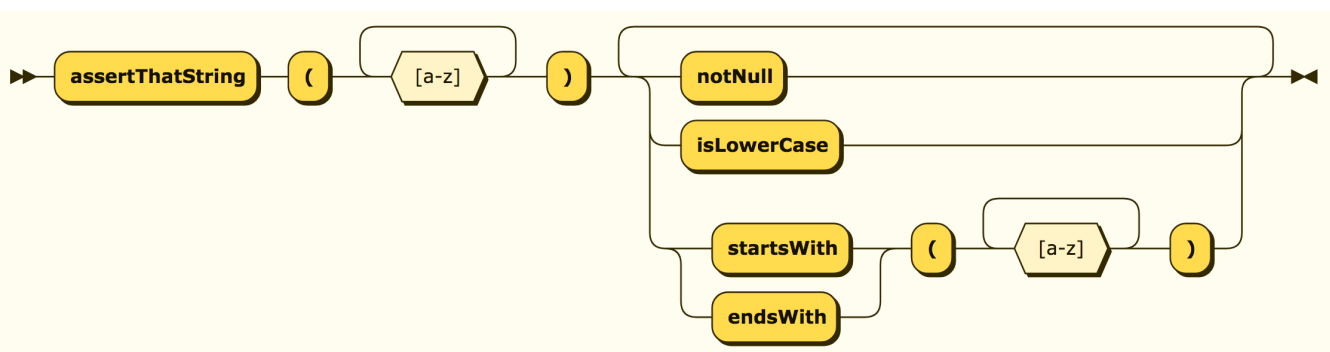 assertThatString ( [a-z] ) notNull
isLowerCase
startsWith ( [a-z] )
endsWith